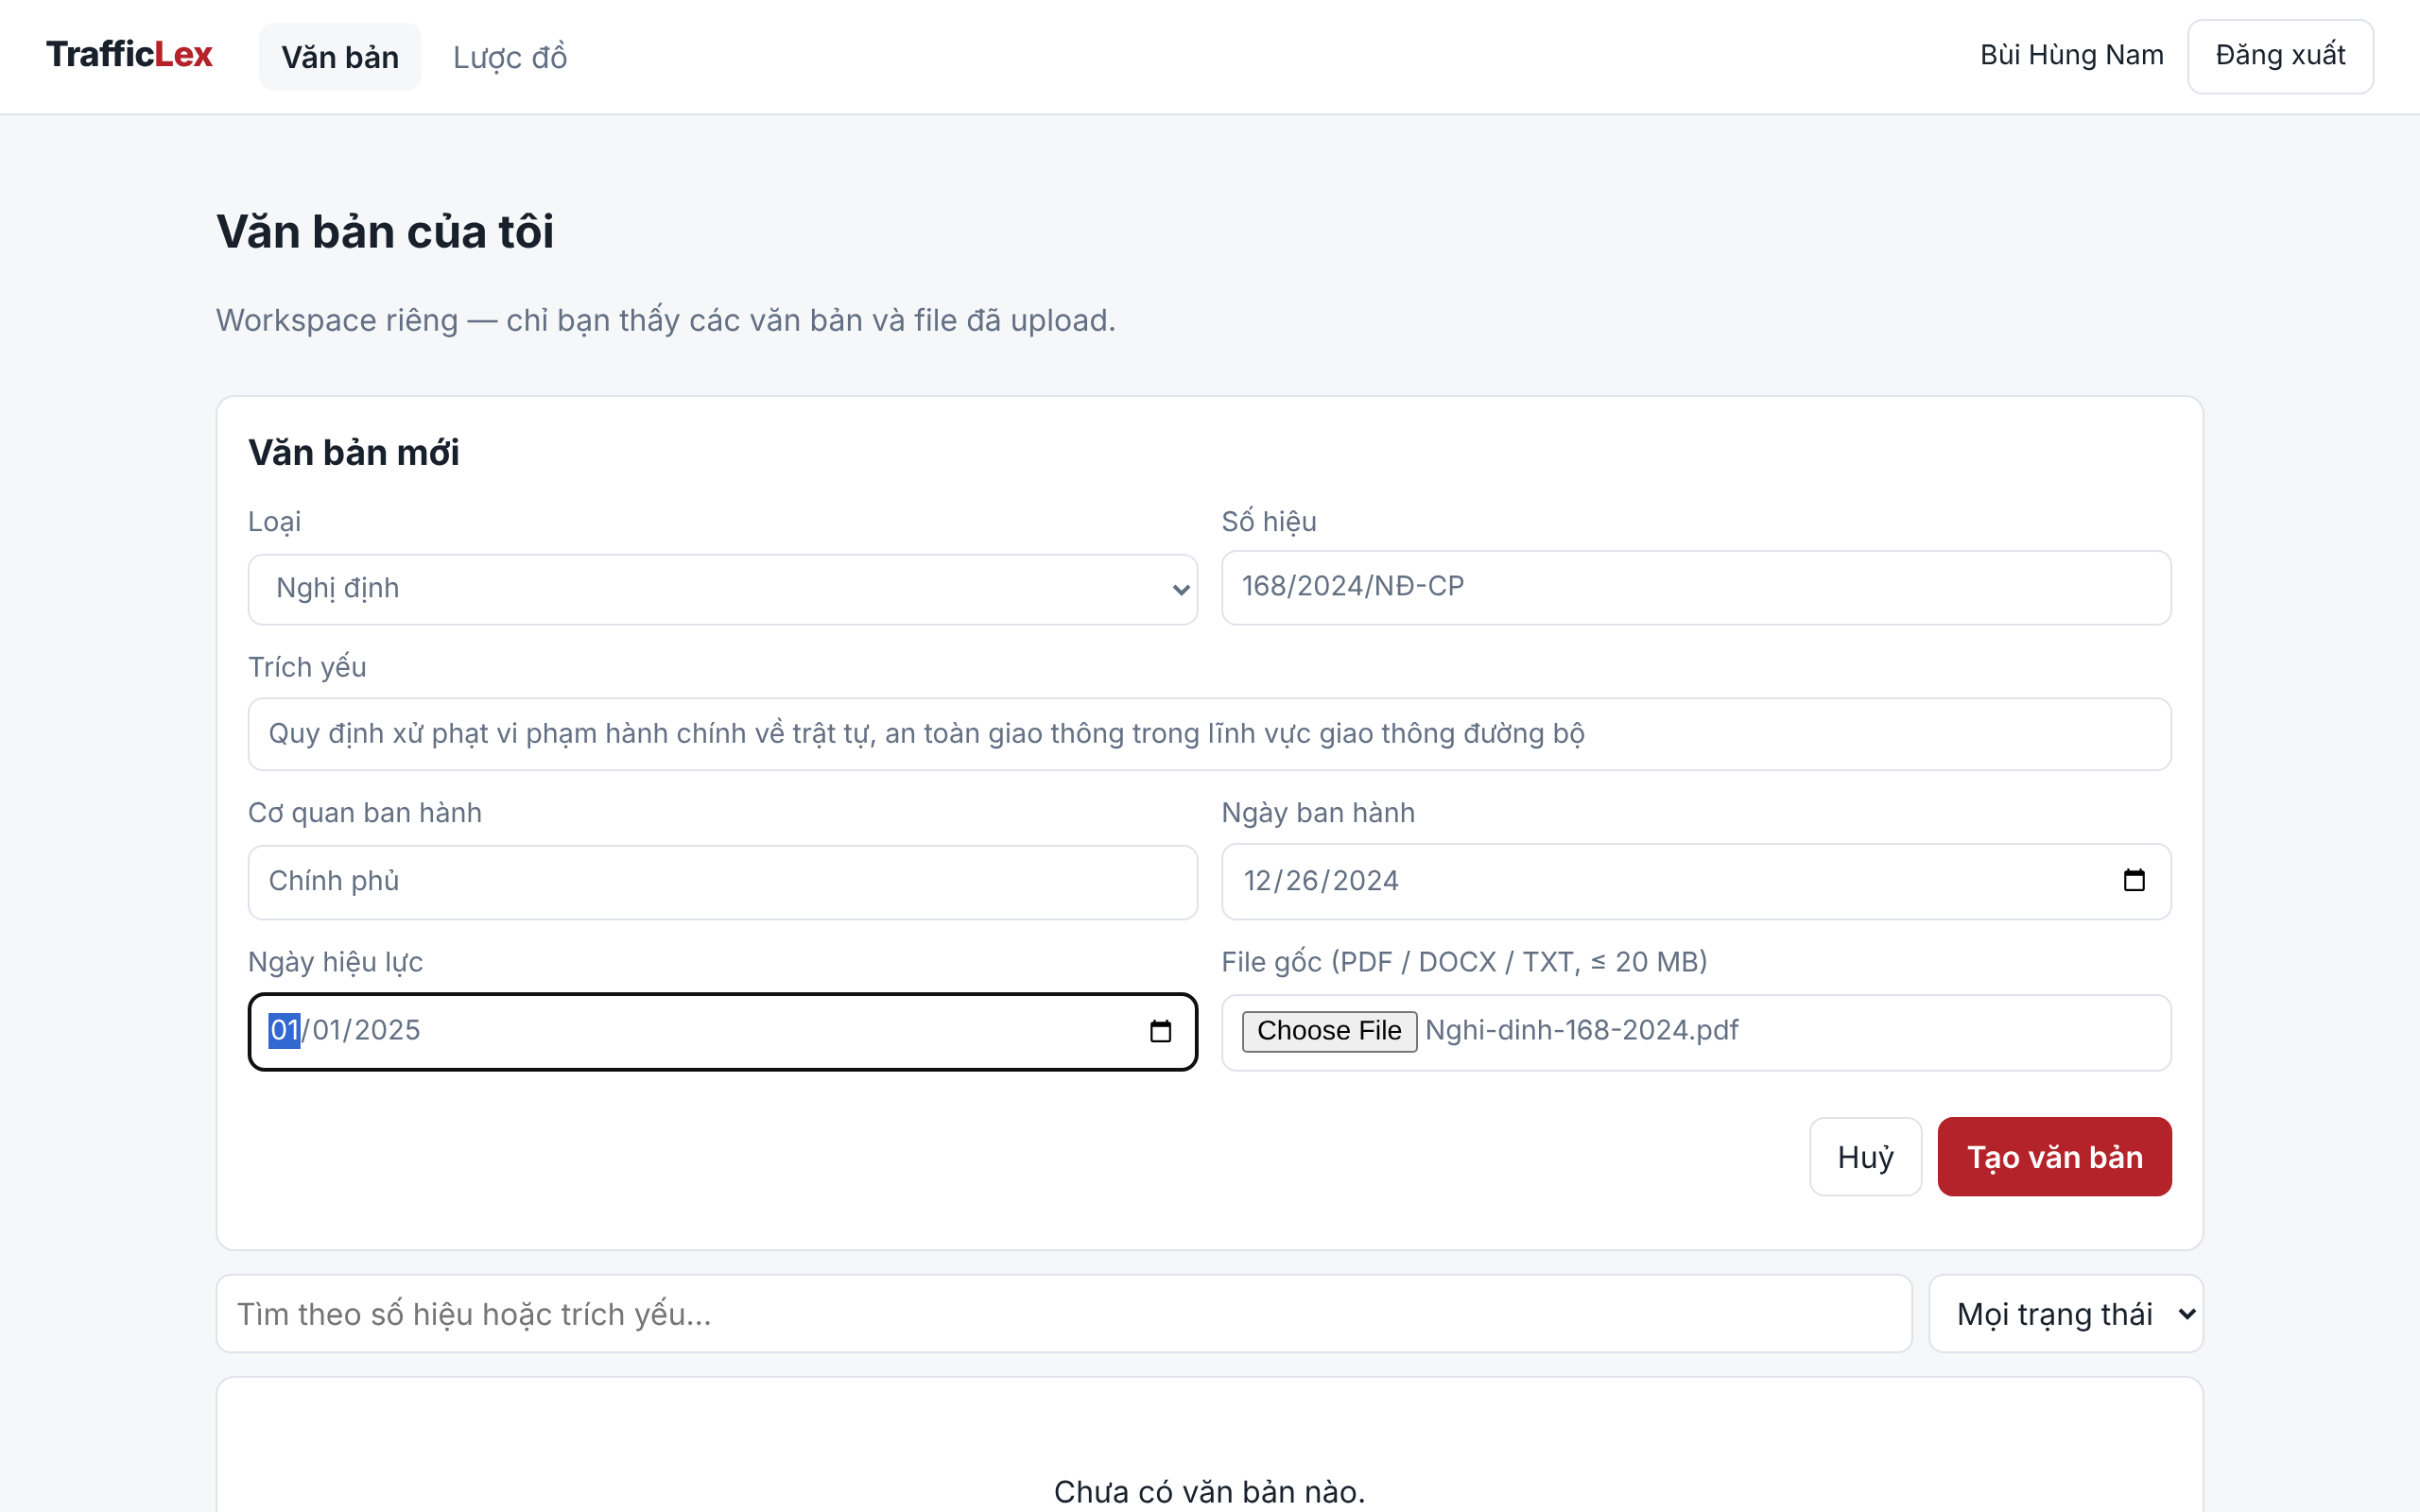 TrafficLex Văn bản Lược đồ Bùi Hùng Nam Đăng xuất
Văn bản của tôi
Workspace riêng — chỉ bạn thấy các văn bản và file đã upload.
Văn bản mới
Loại Số hiệu
Nghị định 168/2024/NĐ-CP
Trích yếu
Quy định xử phạt vi phạm hành chính về trật tự, an toàn giao thông trong lĩnh vực giao thông đường bộ
Cơ quan ban hành Ngày ban hành
Chính phủ 12/26/2024
Ngày hiệu lực File gốc (PDF / DOCX / TXT, ≤ 20 MB)
01/01/2025 Choose File Nghi-dinh-168-2024.pdf
Huỷ Tạo văn bản
Tìm theo số hiệu hoặc trích yếu... Mọi trạng thái
Chưa có văn bản nào.